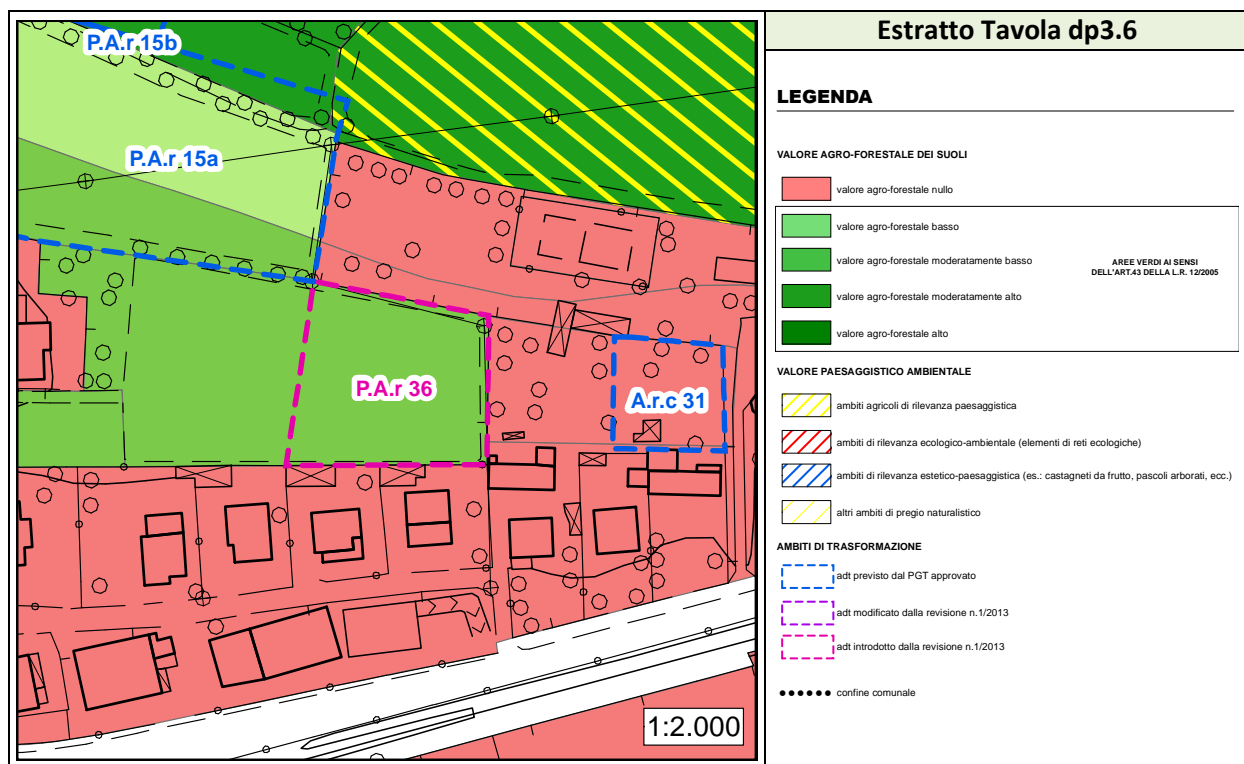 P.A.r 15b
P.A.r 15a
P.A.r 36
A.r.c 31
1:2.000
Estratto Tavola dp3.6
LEGENDA
VALORE AGRO-FORESTALE DEI SUOLI
valore agro-forestale nullo
valore agro-forestale basso
valore agro-forestale moderatamente basso
AREE VERDI AI SENSI
DELL'ART.43 DELLA L.R. 12/2005
valore agro-forestale moderatamente alto
valore agro-forestale alto
VALORE PAESAGGISTICO AMBIENTALE
ambiti agricoli di rilevanza paesaggistica
ambiti di rilevanza ecologico-ambientale (elementi di reti ecologiche)
ambiti di rilevanza estetico-paesaggistica (es.: castagneti da frutto, pascoli arborati, ecc.)
altri ambiti di pregio naturalistico
AMBITI DI TRASFORMAZIONE
adt previsto dal PGT approvato
adt modificato dalla revisione n.1/2013
adt introdotto dalla revisione n.1/2013
confine comunale